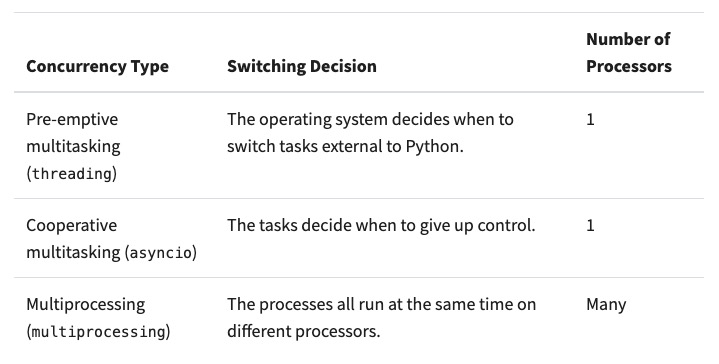 Number of
Concurrency Type Switching Decision Processors
Pre-emptive The operating system decides when to 1
multitasking switch tasks external to Python.
(threading)
Cooperative The tasks decide when to give up control. 1
multitasking (asyncio)
Multiprocessing The processes all run at the same time on Many
(multiprocessing) different processors.